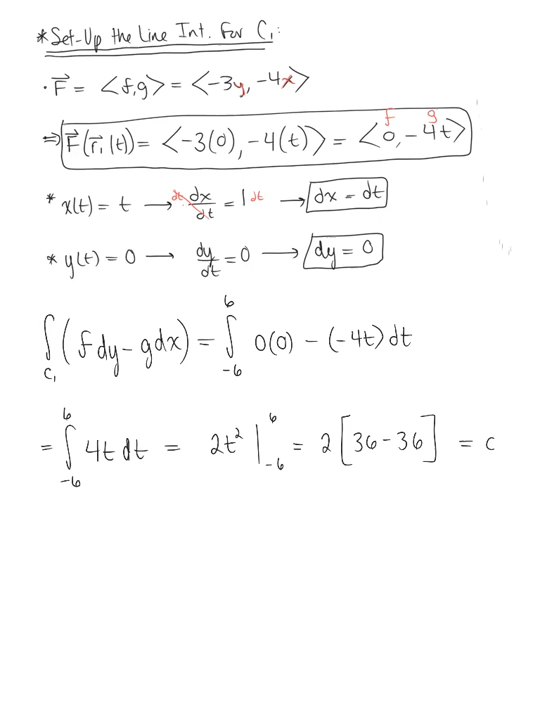 *Set-Up the Line Int. For C₁:
· F⃗ = <f,g> = <-3y, -4x>
f g
⇒ F⃗(r⃗₁(t)) = <-3(0), -4(t)> = <0, -4t>
* x(t) = t → dt dx/dt = 1 dt → dx = dt
* y(t) = 0 → dy/dt = 0 → dy = 0
∫_C₁ (f dy - g dx) = ∫_-6^6 0(0) - (-4t) dt
= ∫_-6^6 4t dt = 2t² |_-6^6 = 2[36-36] = c